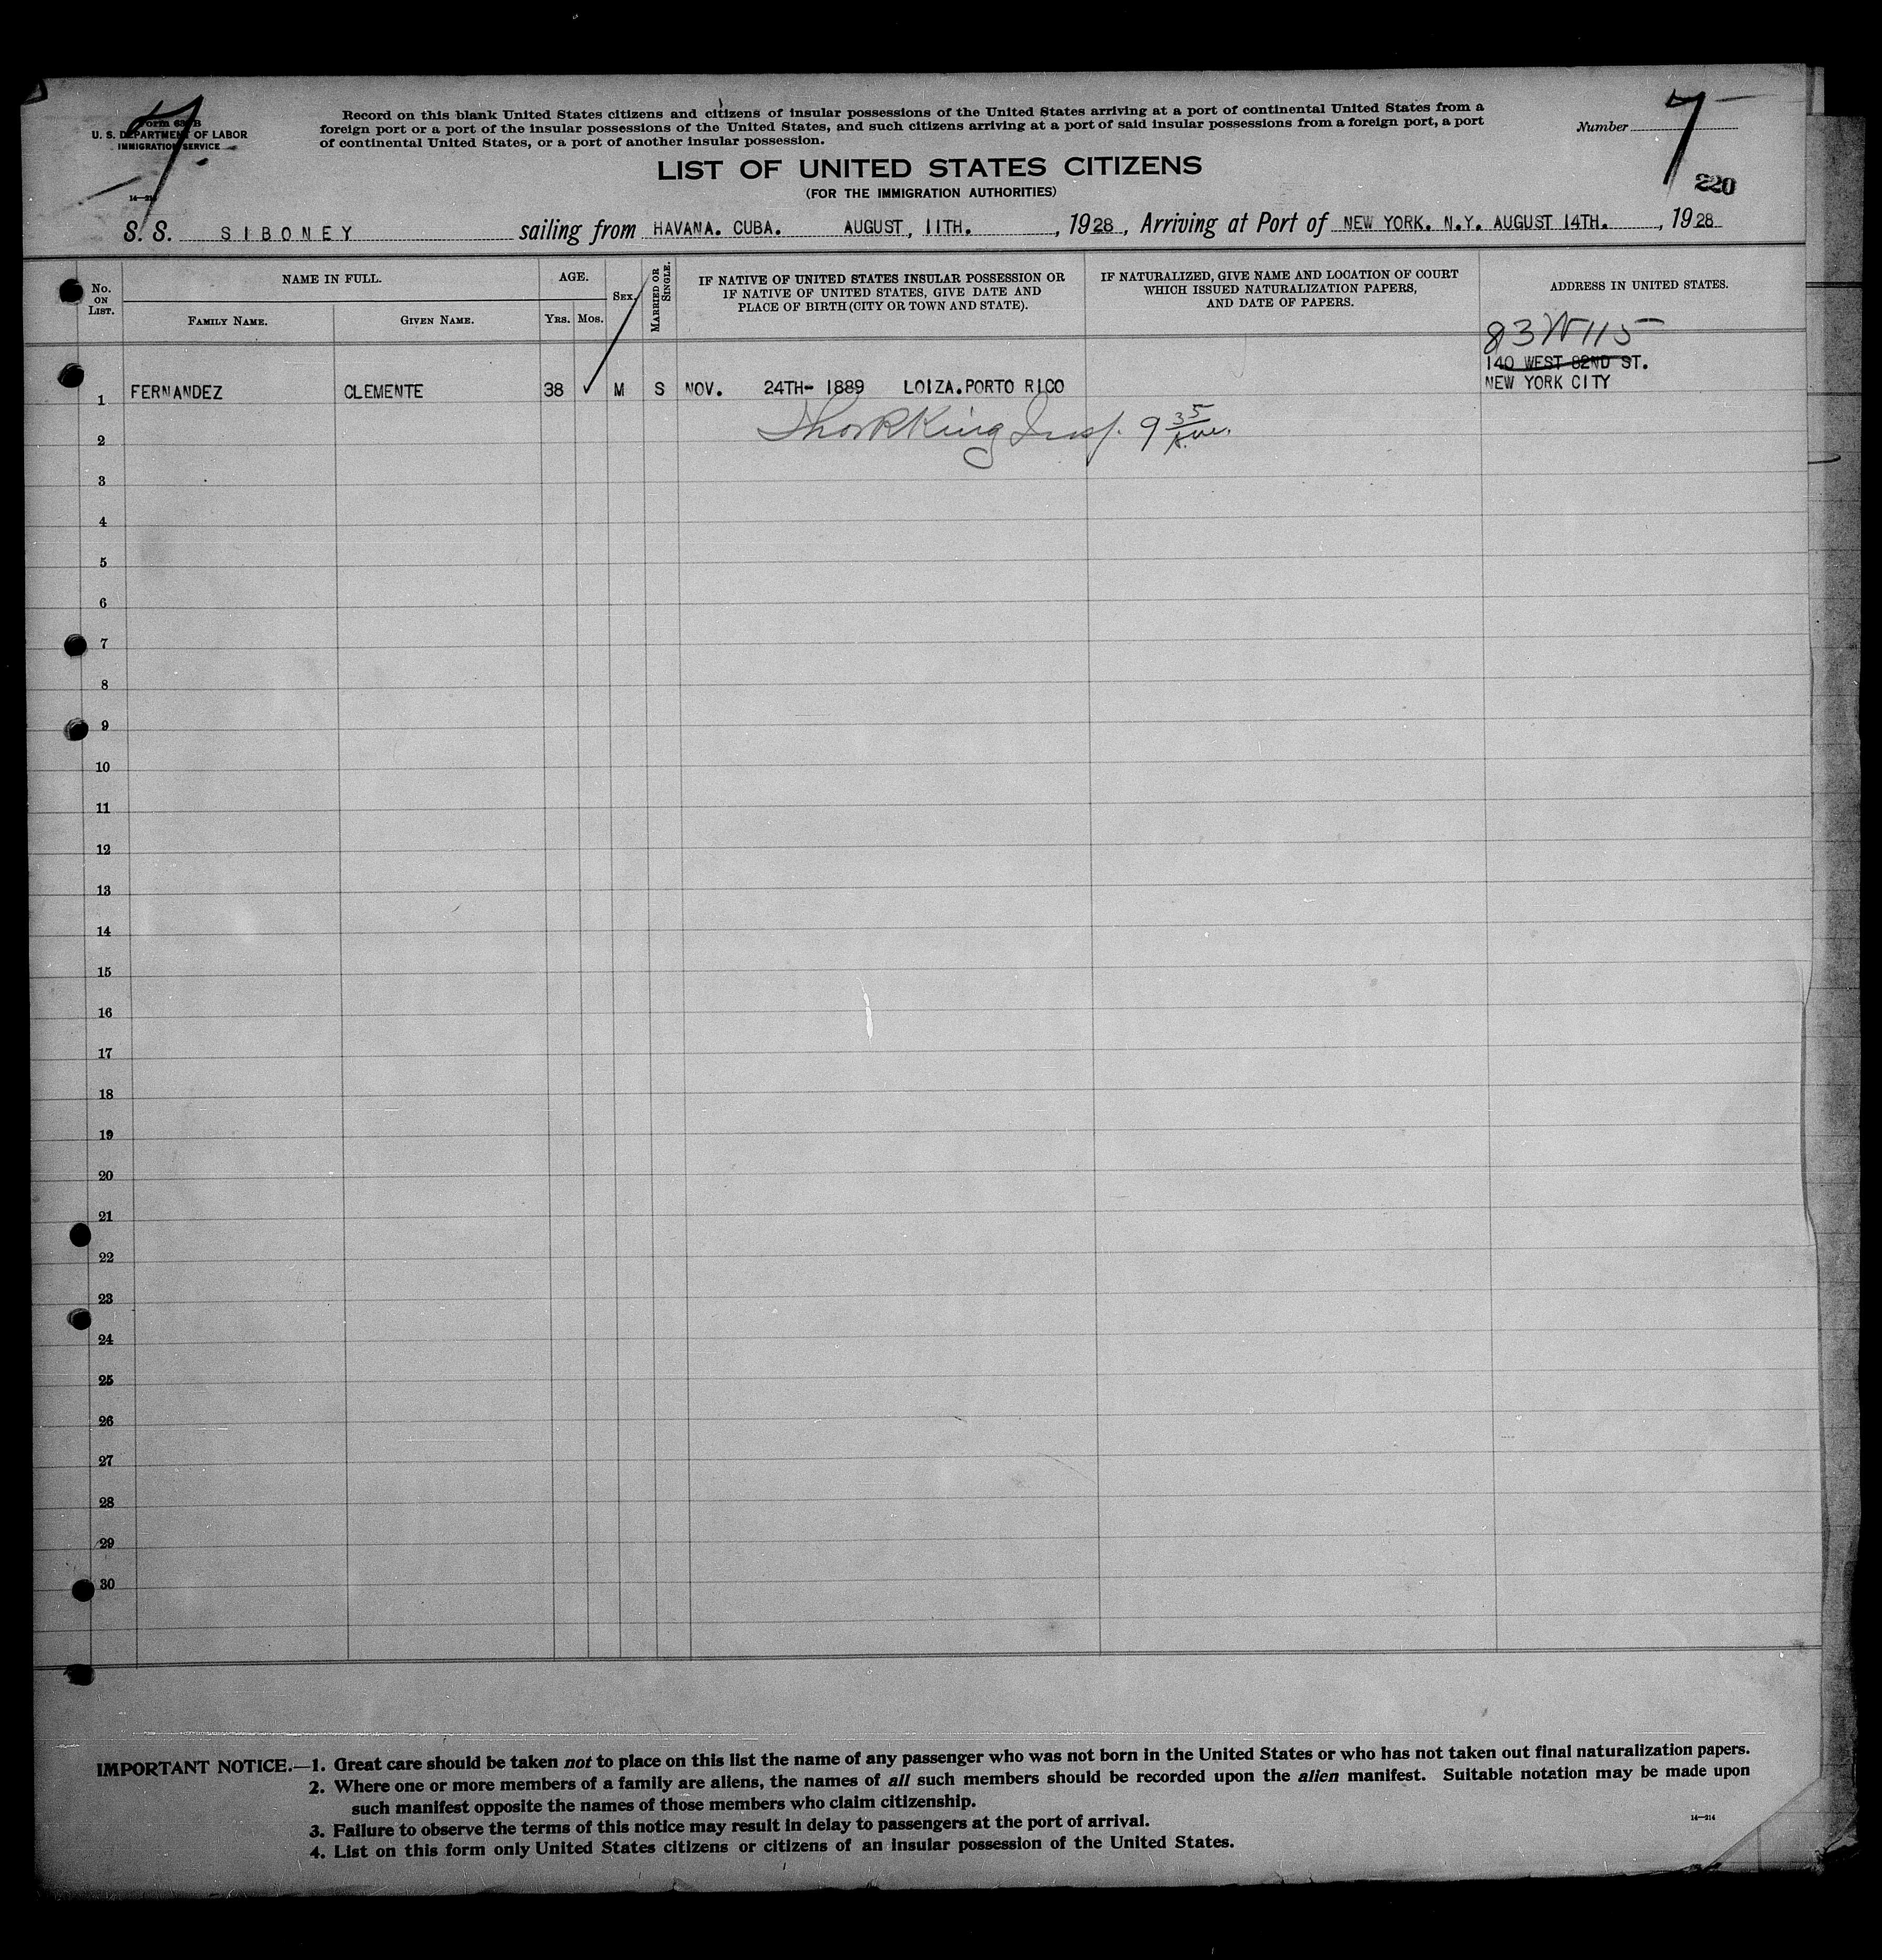 Form 630 B
U. S. DEPARTMENT OF LABOR
IMMIGRATION SERVICE
7
Record on this blank United States citizens and citizens of insular possessions of the United States arriving at a port of continental United States from a
foreign port or a port of the insular possessions of the United States, and such citizens arriving at a port of said insular possessions from a foreign port, a port
of continental United States, or a port of another insular possession.
Number 7
220
LIST OF UNITED STATES CITIZENS
(FOR THE IMMIGRATION AUTHORITIES)
S. S. SIBONEY sailing from HAVANA. CUBA. AUGUST, 11TH. , 1928, Arriving at Port of NEW YORK. N.Y. AUGUST 14TH. , 1928
No. ON LIST.
NAME IN FULL.
FAMILY NAME. GIVEN NAME.
AGE.
YRS. MOS.
SEX.
MARRIED OR SINGLE.
IF NATIVE OF UNITED STATES INSULAR POSSESSION OR
IF NATIVE OF UNITED STATES, GIVE DATE AND
PLACE OF BIRTH (CITY OR TOWN AND STATE).
IF NATURALIZED, GIVE NAME AND LOCATION OF COURT
WHICH ISSUED NATURALIZATION PAPERS,
AND DATE OF PAPERS.
ADDRESS IN UNITED STATES.
83 W 115
140 WEST 82ND ST.
NEW YORK CITY
1 FERNANDEZ CLEMENTE 38 ✓ M S NOV. 24TH- 1889 LOIZA.PORTO RICO
2 King Insp. 9 35
3
4
5
6
7
8
9
10
11
12
13
14
15
16
17
18
19
20
21
22
23
24
25
26
27
28
29
30
IMPORTANT NOTICE.—1. Great care should be taken not to place on this list the name of any passenger who was not born in the United States or who has not taken out final naturalization papers.
2. Where one or more members of a family are aliens, the names of all such members should be recorded upon the alien manifest. Suitable notation may be made upon
such manifest opposite the names of those members who claim citizenship.
3. Failure to observe the terms of this notice may result in delay to passengers at the port of arrival.
4. List on this form only United States citizens or citizens of an insular possession of the United States.
14—214